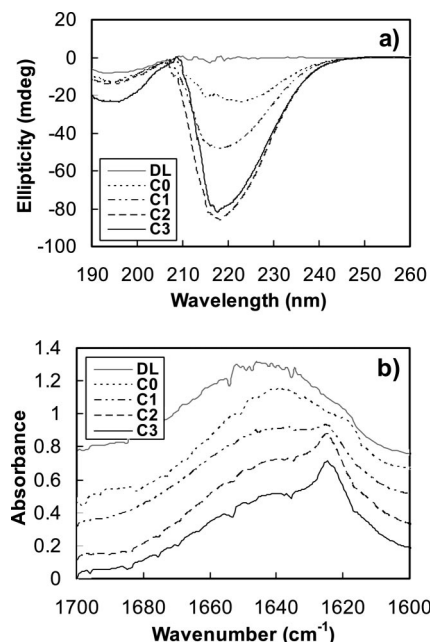 a)
Ellipticity (mdeg)
20
0
-20
-40
-60
-80
-100
DL
C0
C1
C2
C3
190 200 210 220 230 240 250 260
Wavelength (nm)
b)
Absorbance
1.4
1.2
1
0.8
0.6
0.4
0.2
0
DL
C0
C1
C2
C3
1700 1680 1660 1640 1620 1600
Wavenumber (cm⁻¹)